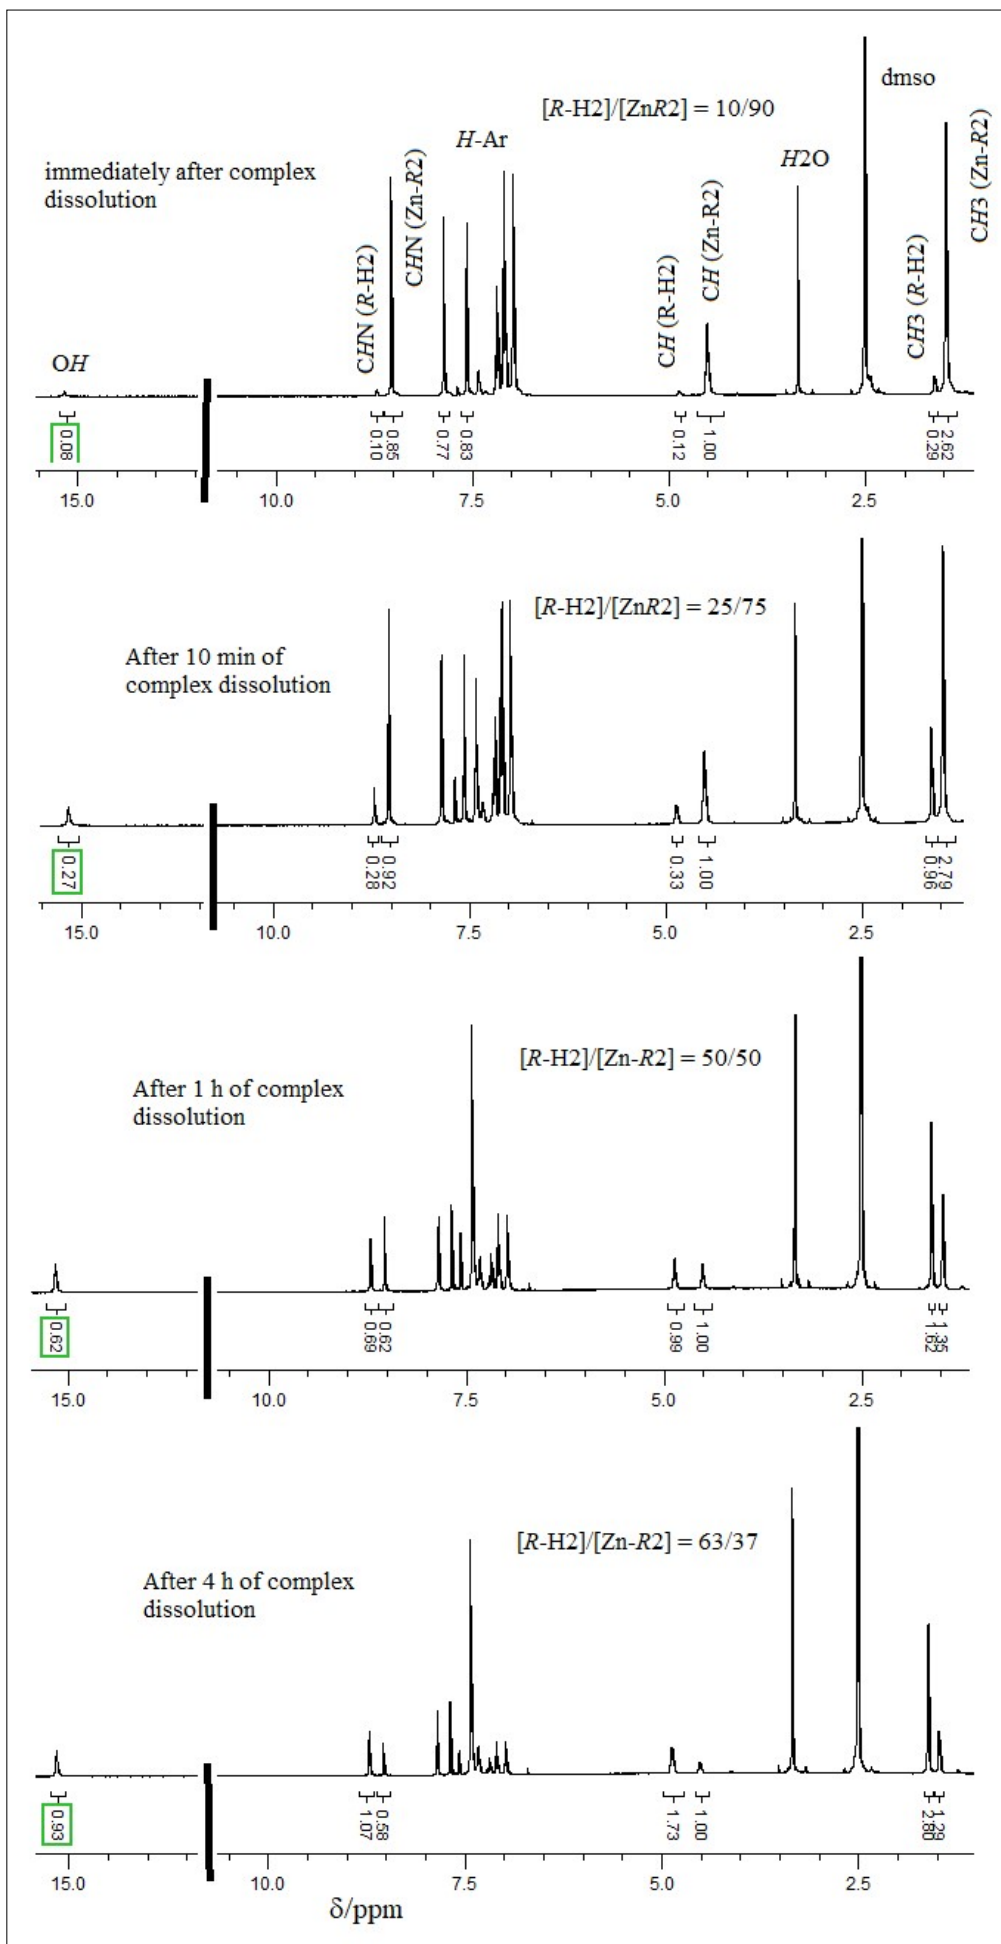 [R-H2]/[ZnR2] = 10/90
dmso
immediately after complex
dissolution
H-Ar
H2O
OH
CHN (R-H2)
CHN (Zn-R2)
CH (R-H2)
CH (Zn-R2)
CH3 (R-H2)
CH3 (Zn-R2)
0.08
0.10
0.85
0.77
0.83
0.12
1.00
0.29
2.62
15.0 10.0 7.5 5.0 2.5
[R-H2]/[ZnR2] = 25/75
After 10 min of
complex dissolution
0.27
0.28
0.92
0.33
1.00
0.96
2.79
15.0 10.0 7.5 5.0 2.5
[R-H2]/[Zn-R2] = 50/50
After 1 h of complex
dissolution
0.62
0.69
0.62
0.99
1.00
1.62
1.35
15.0 10.0 7.5 5.0 2.5
[R-H2]/[Zn-R2] = 63/37
After 4 h of complex
dissolution
0.93
1.07
0.58
1.73
1.00
2.80
1.29
15.0 10.0 7.5 5.0 2.5
δ/ppm